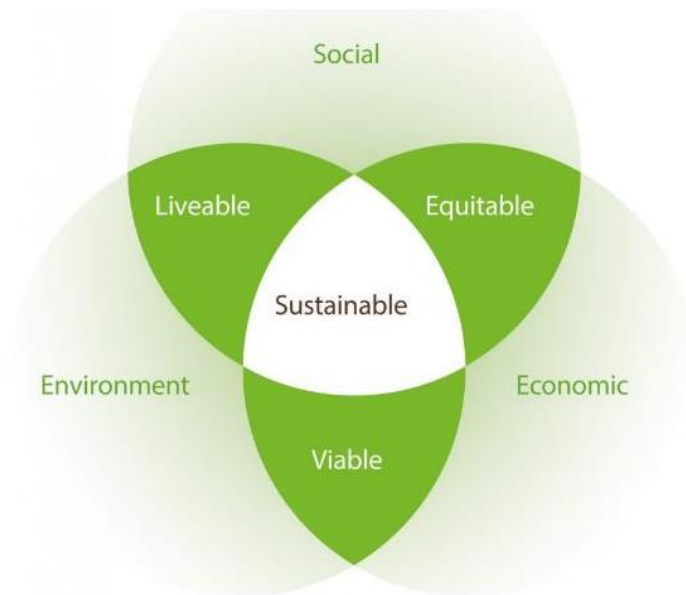 Social
Liveable
Equitable
Sustainable
Environment
Economic
Viable